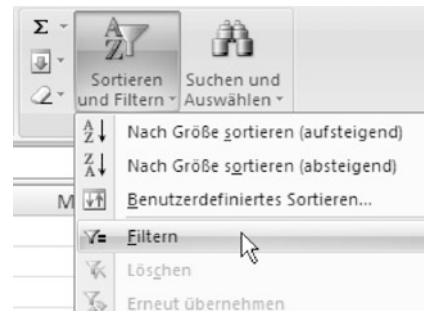 Σ
Sortieren und Filtern
Suchen und Auswählen
Nach Größe sortieren (aufsteigend)
Nach Größe sortieren (absteigend)
Benutzerdefiniertes Sortieren...
M
Filtern
Löschen
Erneut übernehmen